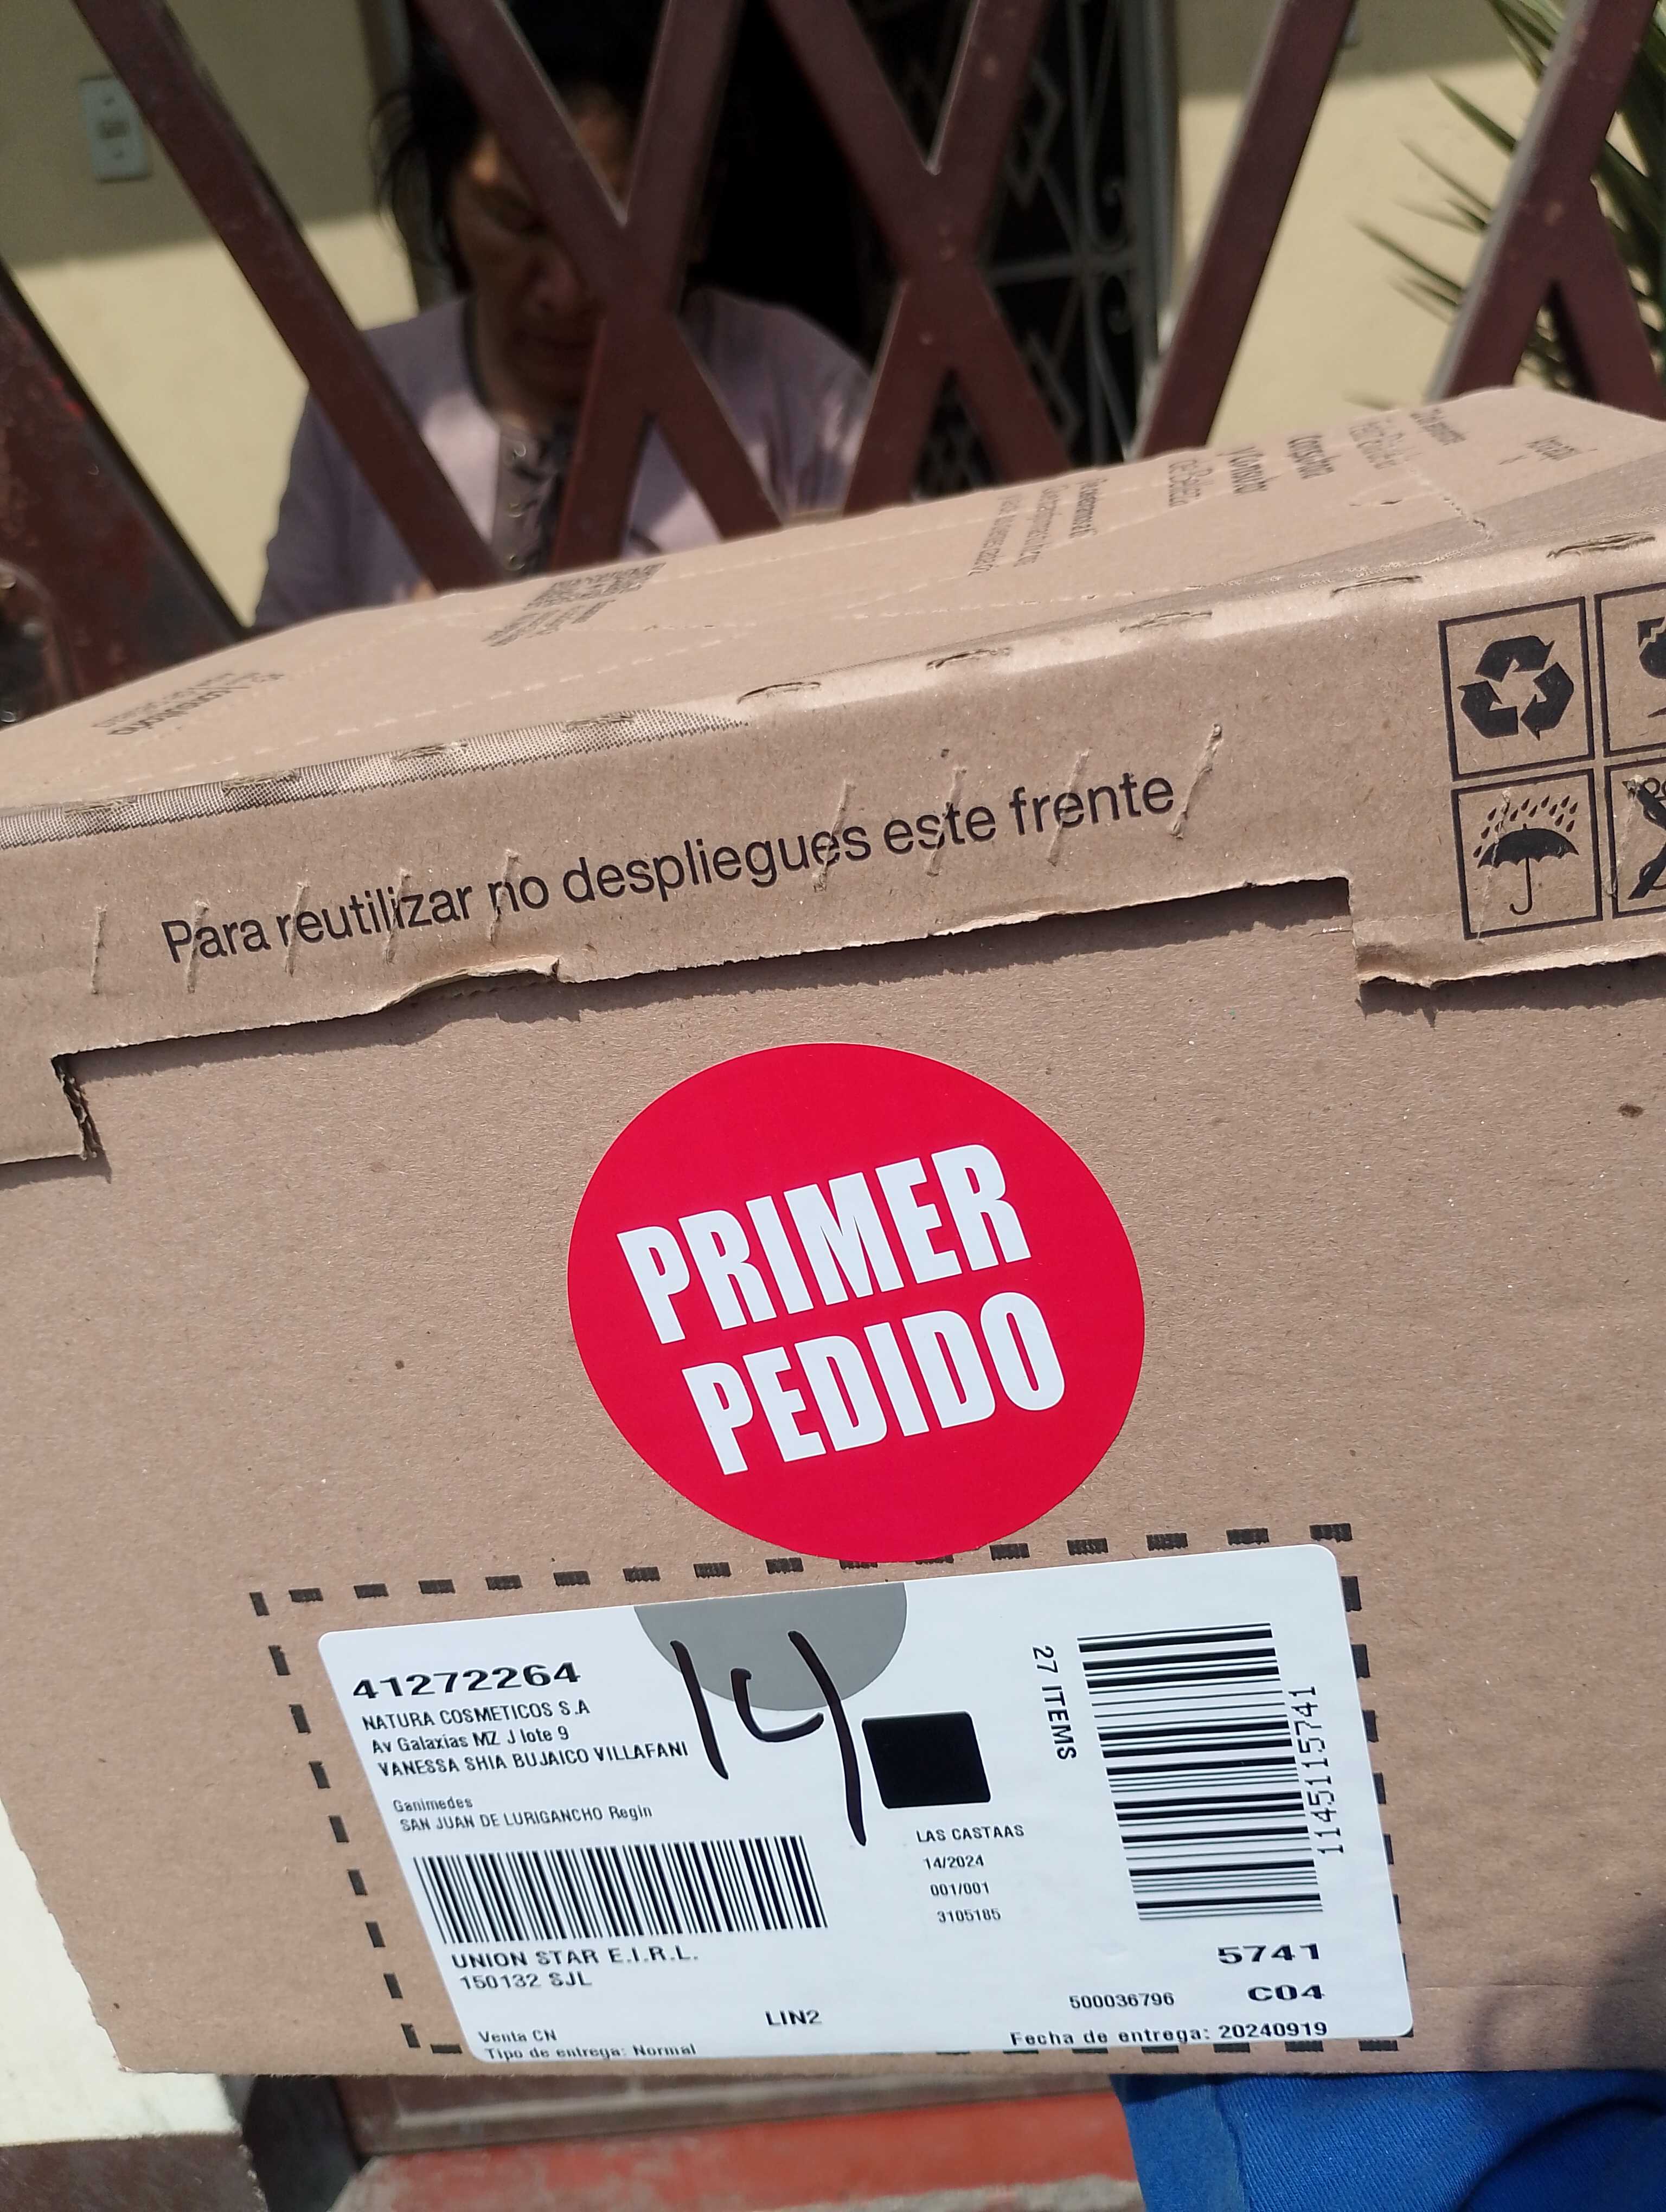 Para reutilizar no despliegues este frente
PRIMER
PEDIDO
41272264
NATURA COSMETICOS S.A
Av Galaxias MZ J lote 9
VANESSA SHIA BUJAICO VILLAFANI
Ganimedes
SAN JUAN DE LURIGANCHO Regin
14
27 ITEMS
11451115741
LAS CASTAAS
14/2024
001/001
3105185
UNION STAR E.I.R.L.
150132 SJL
5741
500036796 C04
LIN2
Venta CN
Tipo de entrega: Normal
Fecha de entrega: 20240919